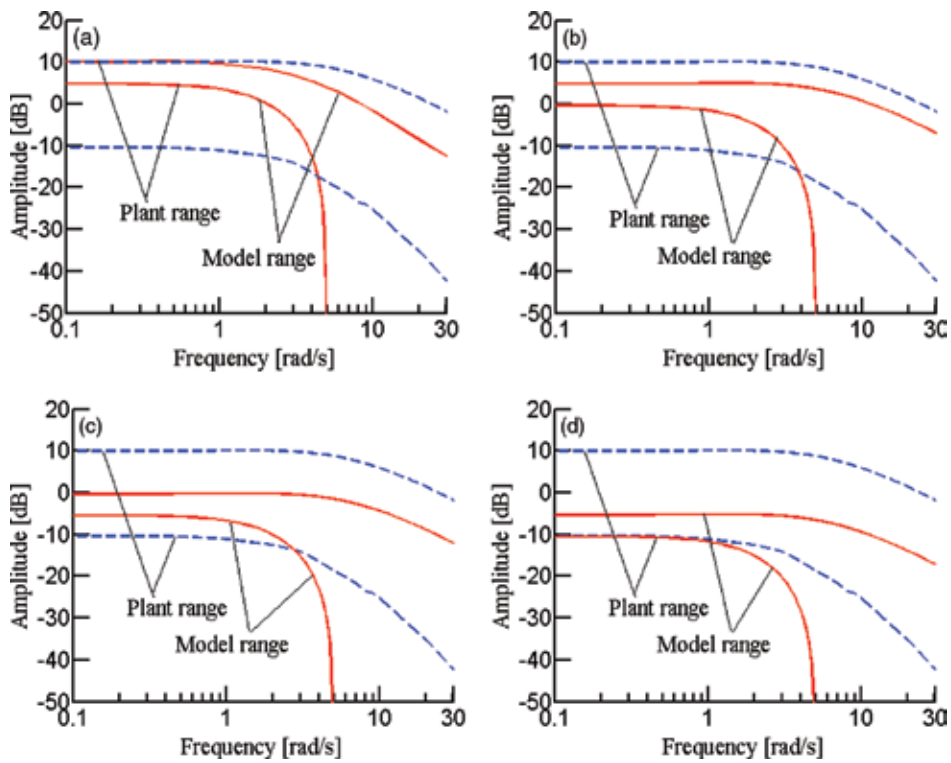 (a)
20
10
0
-10
-20
-30
-40
-50
Amplitude [dB]
Plant range
Model range
0.1
1
10
30
Frequency [rad/s]
(b)
20
10
0
-10
-20
-30
-40
-50
Amplitude [dB]
Plant range
Model range
0.1
1
10
30
Frequency [rad/s]
(c)
20
10
0
-10
-20
-30
-40
-50
Amplitude [dB]
Plant range
Model range
0.1
1
10
30
Frequency [rad/s]
(d)
20
10
0
-10
-20
-30
-40
-50
Amplitude [dB]
Plant range
Model range
0.1
1
10
30
Frequency [rad/s]